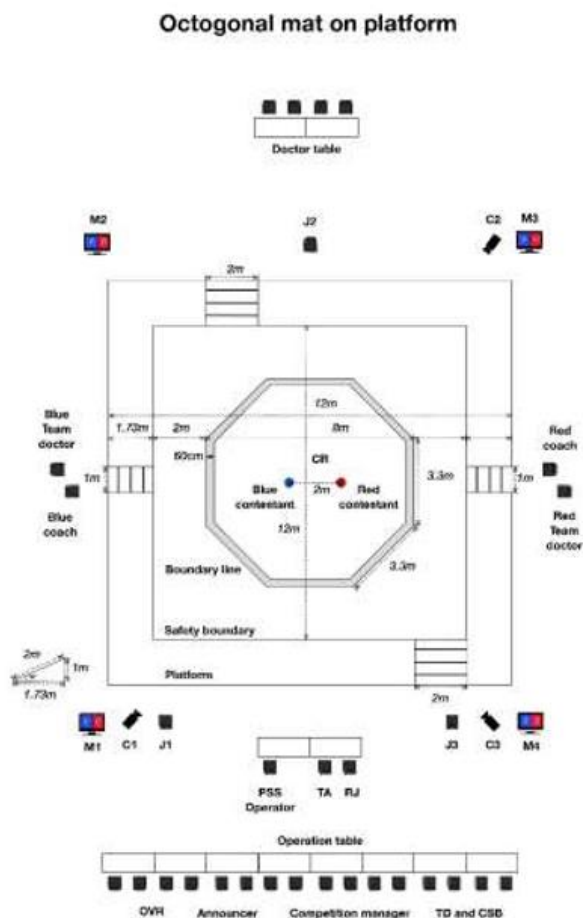 Octogonal mat on platform
Doctor table
M2
J2
C2
M3
2m
12m
1.73m
2m
8m
Blue
Team
doctor
Red
coach
60cm
CR
3.3m
1m
1m
Blue
contestant
2m
Red
contestant
Blue
coach
Red
Team
doctor
12m
Boundary line
3.3m
Safety boundary
2m
1m
1.73m
Platform
2m
M1
C1
J1
J3
C3
M4
PSS
Operator
TA
RJ
Operation table
OVR
Announcer
Competition manager
TD and CSB